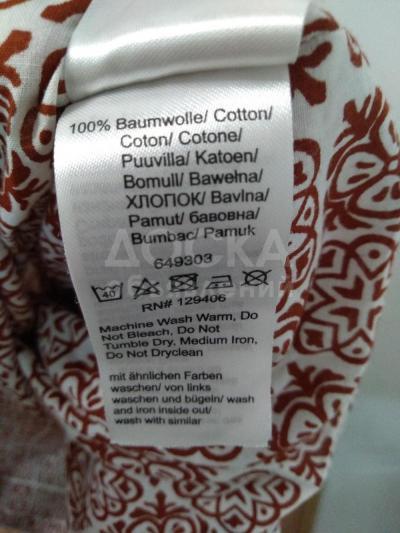 100% Baumwolle/ Cotton/
Coton/ Cotone/
Puuvilla/ Katoen/
Bomull/ Bawełna/
ХЛОПОК/ Bavlna/
Pamut/ бавовна/
Bumbac/ Pamuk
649303
40
RN# 129406
Machine Wash Warm, Do
Not Bleach, Do Not
Tumble Dry, Medium Iron,
Do Not Dryclean
mit ähnlichen Farben
waschen/ von links
waschen und bügeln/ wash
and iron inside out/
wash with similar
ДОСКА